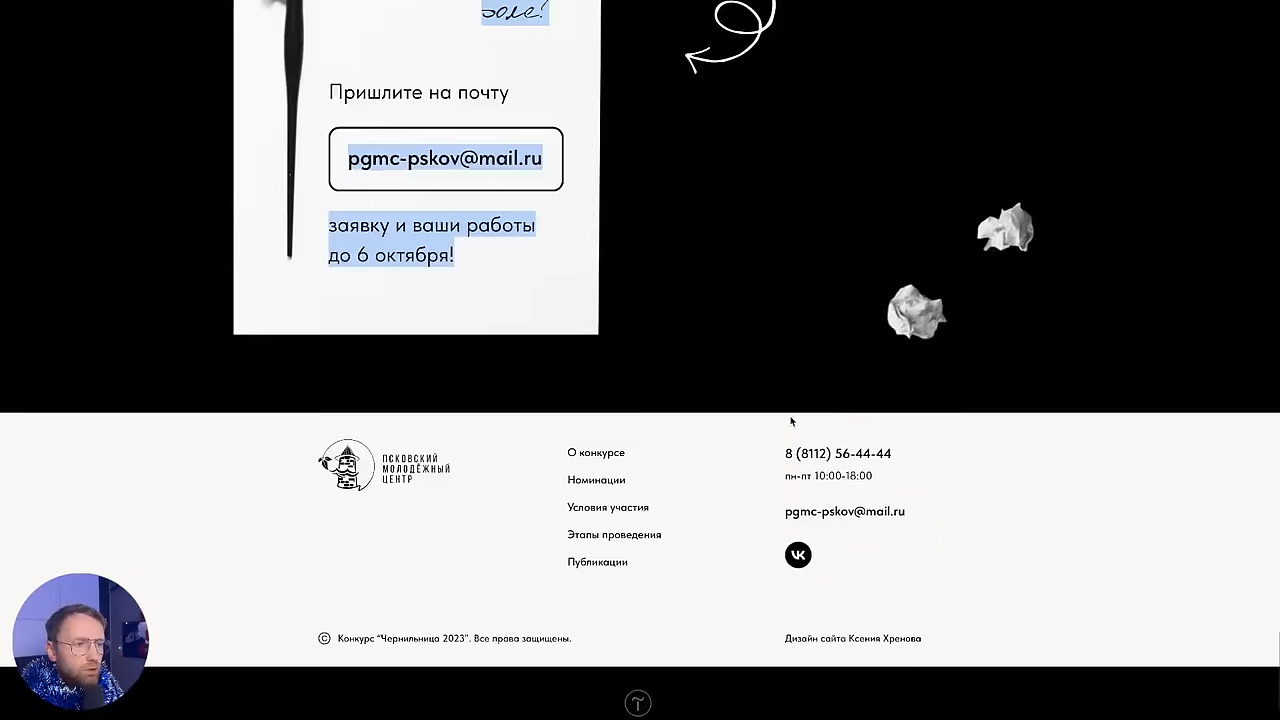 Пришлите на почту
pgmc-pskov@mail.ru
заявку и ваши работы
до 6 октября!
ПСКОВСКИЙ
МОЛОДЁЖНЫЙ
ЦЕНТР
О конкурсе
Номинации
Условия участия
Этапы проведения
Публикации
8 (8112) 56-44-44
пн-пт 10:00-18:00
pgmc-pskov@mail.ru
© Конкурс “Чернильница 2023”. Все права защищены.
Дизайн сайта Ксения Хренова